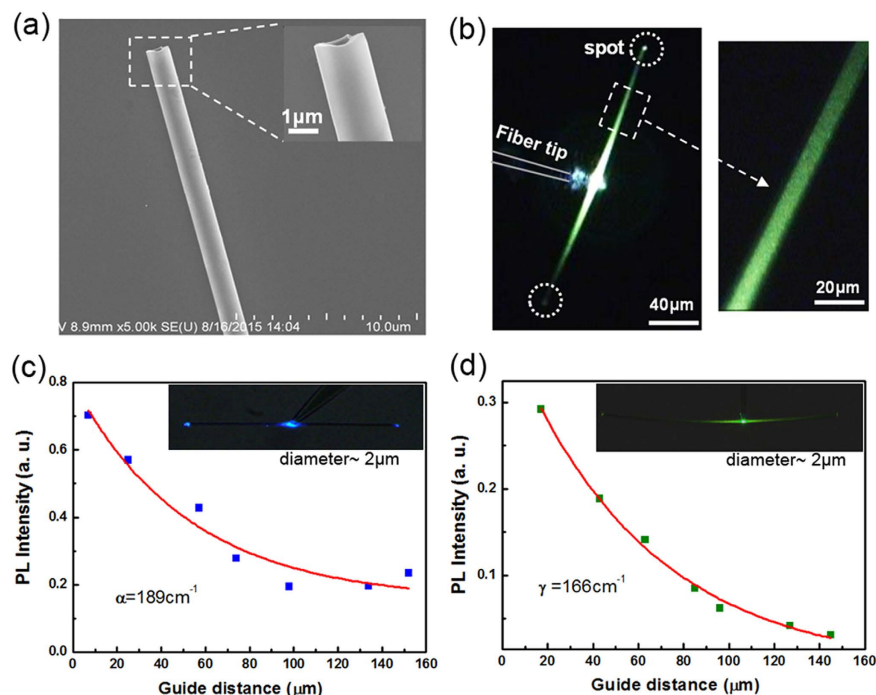 (a)
1μm
V 8.9mm x5.00k SE(U) 8/16/2015 14:04 10.0um
(b)
spot
Fiber tip
40μm
20μm
(c)
0.8
0.6
0.4
0.2
0.0
PL Intensity (a. u.)
diameter~ 2μm
α=189cm⁻¹
0 20 40 60 80 100 120 140 160
Guide distance (μm)
(d)
0.3
0.2
0.1
PL Intensity (a. u.)
diameter~ 2μm
γ =166cm⁻¹
0 20 40 60 80 100 120 140 160
Guide distance (μm)